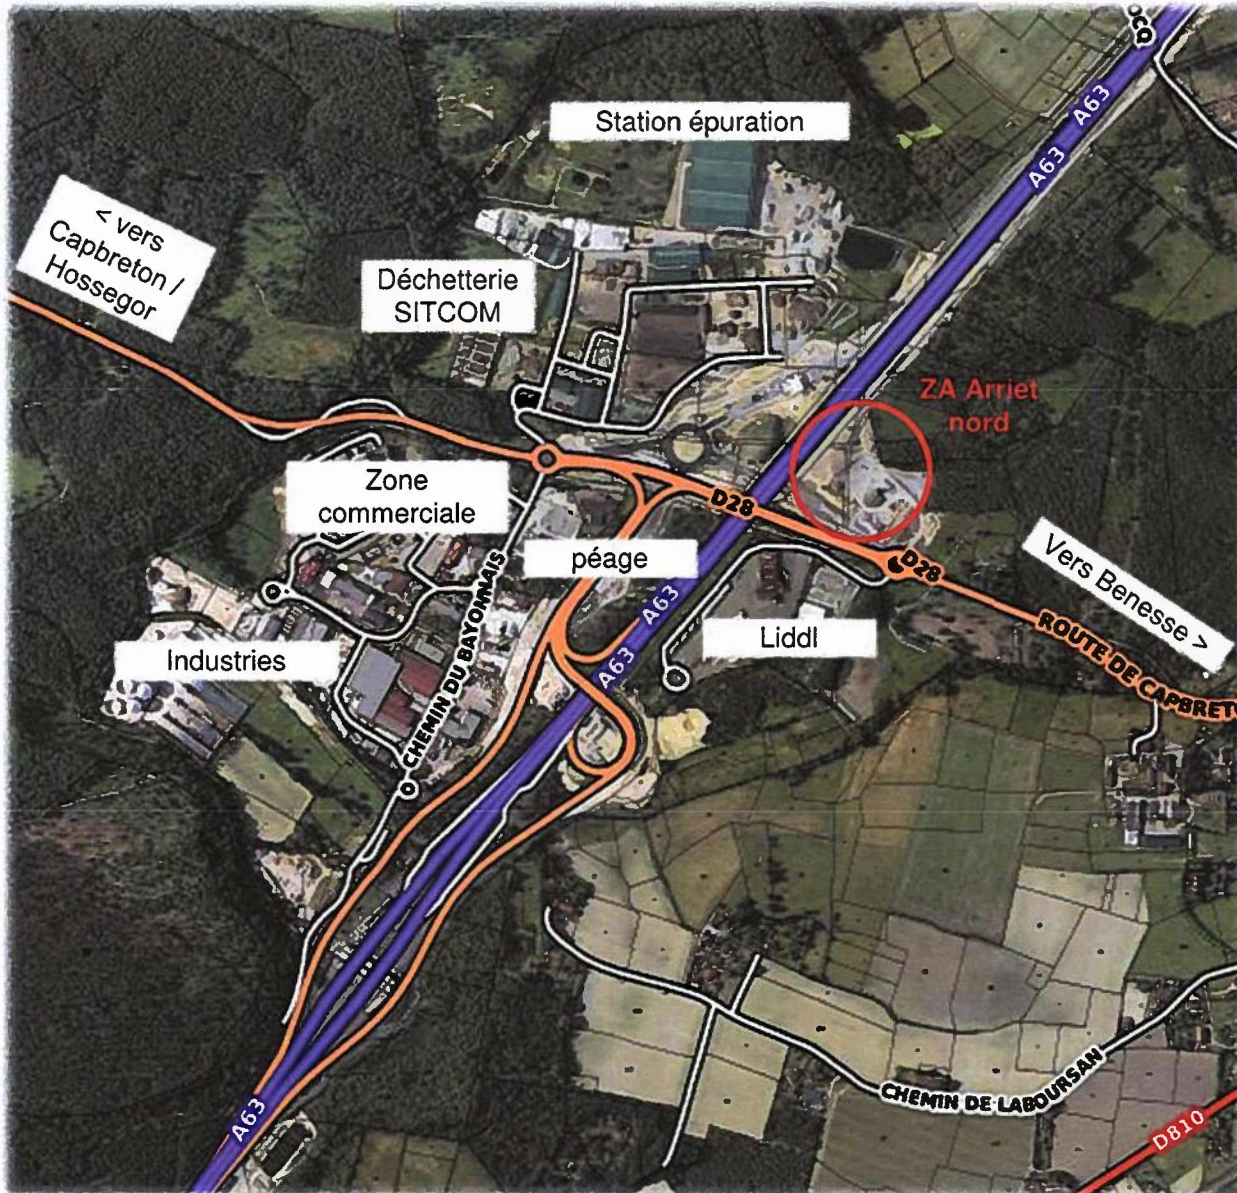 OCQ
A63
A63
Station épuration
< vers
Capbreton /
Hossegor
Déchetterie
SITCOM
ZA Arriet
nord
Zone
commerciale
D28
péage
D28
Vers Benesse >
A63
A63
Liddl
Industries
CHEMIN DU BAYONNAIS
ROUTE DE CAPBRETO
CHEMIN DE LABOURSAN
A63
D810